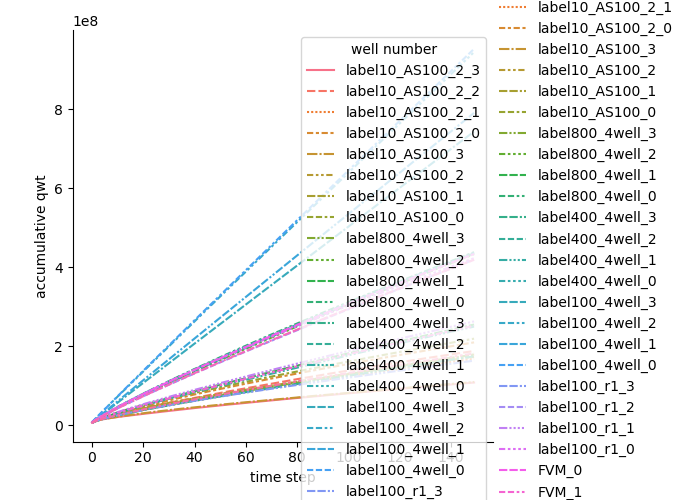 1e8
8
6
4
2
0
accumulative qwt
0
20
40
60
80
100
120
140
time step
well number
label10_AS100_2_3
label10_AS100_2_2
label10_AS100_2_1
label10_AS100_2_0
label10_AS100_3
label10_AS100_2
label10_AS100_1
label10_AS100_0
label800_4well_3
label800_4well_2
label800_4well_1
label800_4well_0
label400_4well_3
label400_4well_2
label400_4well_1
label400_4well_0
label100_4well_3
label100_4well_2
label100_4well_1
label100_4well_0
label100_r1_3
label10_AS100_2_1
label10_AS100_2_0
label10_AS100_3
label10_AS100_2
label10_AS100_1
label10_AS100_0
label800_4well_3
label800_4well_2
label800_4well_1
label800_4well_0
label400_4well_3
label400_4well_2
label400_4well_1
label400_4well_0
label100_4well_3
label100_4well_2
label100_4well_1
label100_4well_0
label100_r1_3
label100_r1_2
label100_r1_1
label100_r1_0
FVM_0
FVM_1